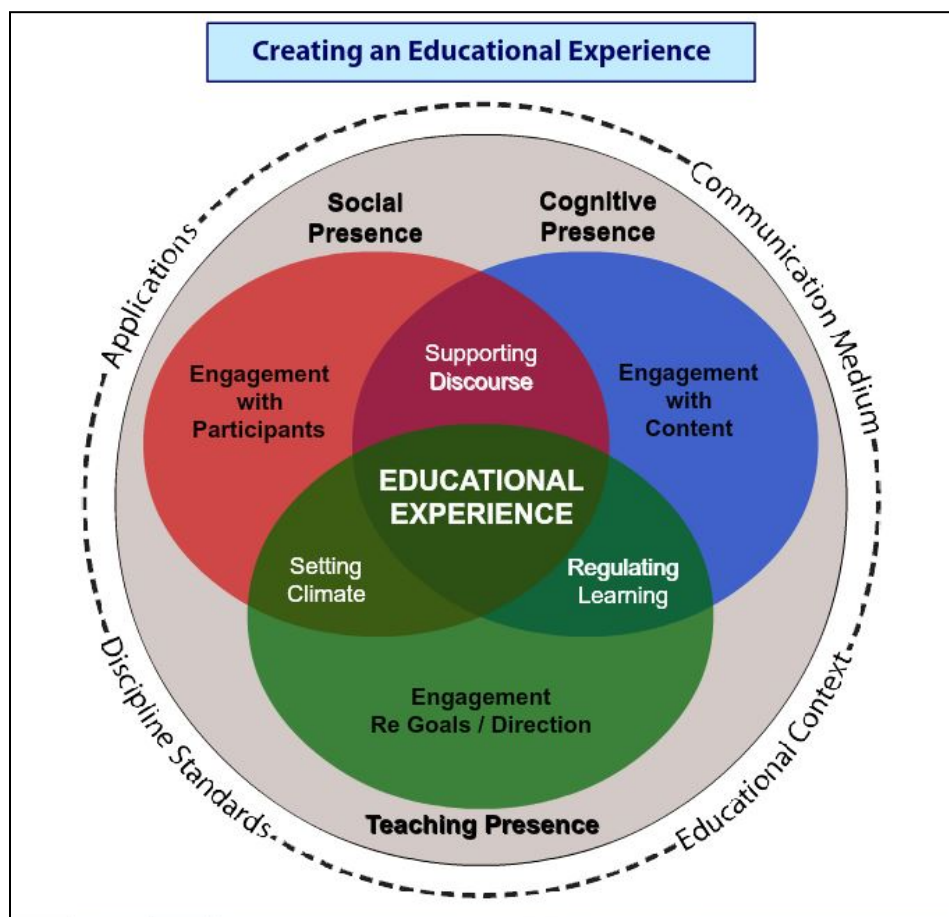 Creating an Educational Experience
Social
Presence
Cognitive
Presence
Applications
Communication Medium
Engagement
with
Participants
Supporting
Discourse
Engagement
with
Content
EDUCATIONAL
EXPERIENCE
Setting
Climate
Regulating
Learning
Engagement
Re Goals / Direction
Teaching Presence
Discipline Standards
Educational Context